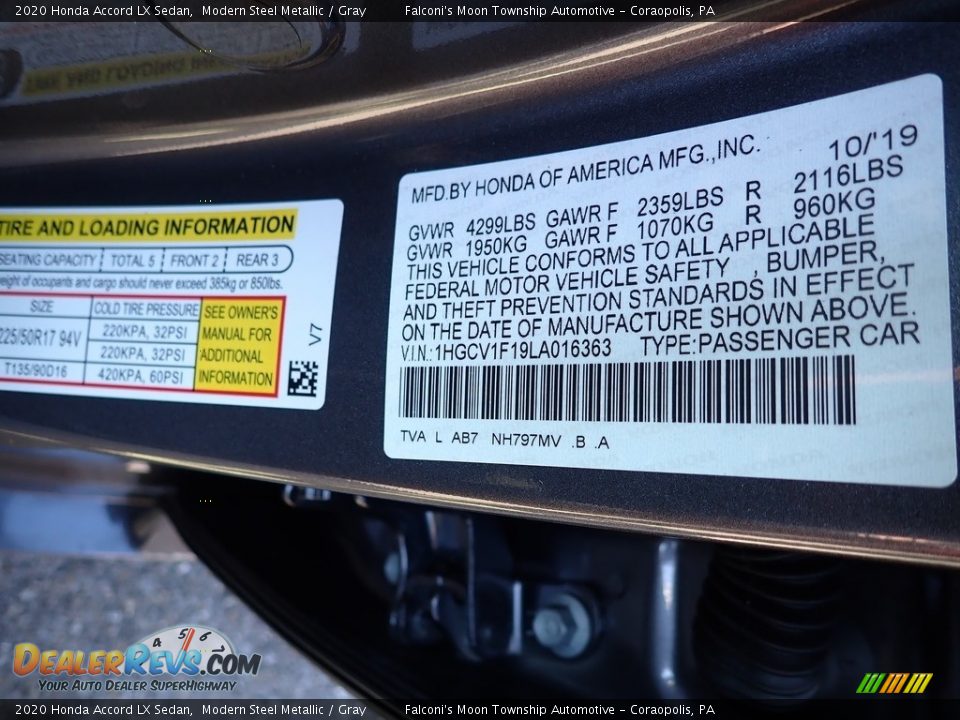 2020 Honda Accord LX Sedan, Modern Steel Metallic / Gray Falconi's Moon Township Automotive - Coraopolis, PA
TIRE AND LOADING INFORMATION
SEATING CAPACITY TOTAL 5 FRONT 2 REAR 3
weight of occupants and cargo should never exceed 385kg or 850lbs.
SIZE COLD TIRE PRESSURE
225/50R17 94V 220KPA, 32PSI
220KPA, 32PSI
T135/90D16 420KPA, 60PSI
SEE OWNER'S
MANUAL FOR
ADDITIONAL
INFORMATION
V7
MFD.BY HONDA OF AMERICA MFG.,INC. 10/'19
GVWR 4299LBS GAWR F 2359LBS R 2116LBS
GVWR 1950KG GAWR F 1070KG R 960KG
THIS VEHICLE CONFORMS TO ALL APPLICABLE
FEDERAL MOTOR VEHICLE SAFETY , BUMPER,
AND THEFT PREVENTION STANDARDS IN EFFECT
ON THE DATE OF MANUFACTURE SHOWN ABOVE.
V.I.N.:1HGCV1F19LA016363 TYPE:PASSENGER CAR
TVA L AB7 NH797MV .B .A
4 5 6 7
DEALERREVS.COM
YOUR AUTO DEALER SUPERHIGHWAY
2020 Honda Accord LX Sedan, Modern Steel Metallic / Gray Falconi's Moon Township Automotive - Coraopolis, PA